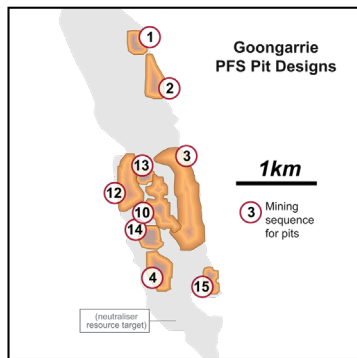 Goongarrie
PFS Pit Designs
1
2
3
13
12
10
14
4
15
1km
3
Mining
sequence
for pits
(neutraliser
resource target)